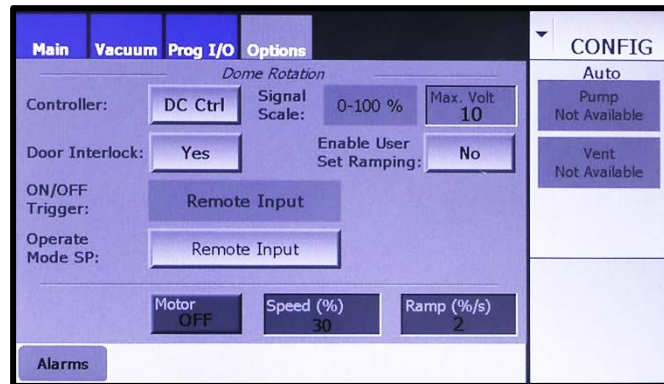 Main Vacuum Prog I/O Options
CONFIG
Dome Rotation
Auto
Controller: DC Ctrl Signal Scale: 0-100 % Max. Volt 10
Pump
Not Available
Door Interlock: Yes Enable User Set Ramping: No
Vent
Not Available
ON/OFF
Trigger: Remote Input
Operate
Mode SP: Remote Input
Motor
OFF
Speed (%)
30
Ramp (%/s)
2
Alarms